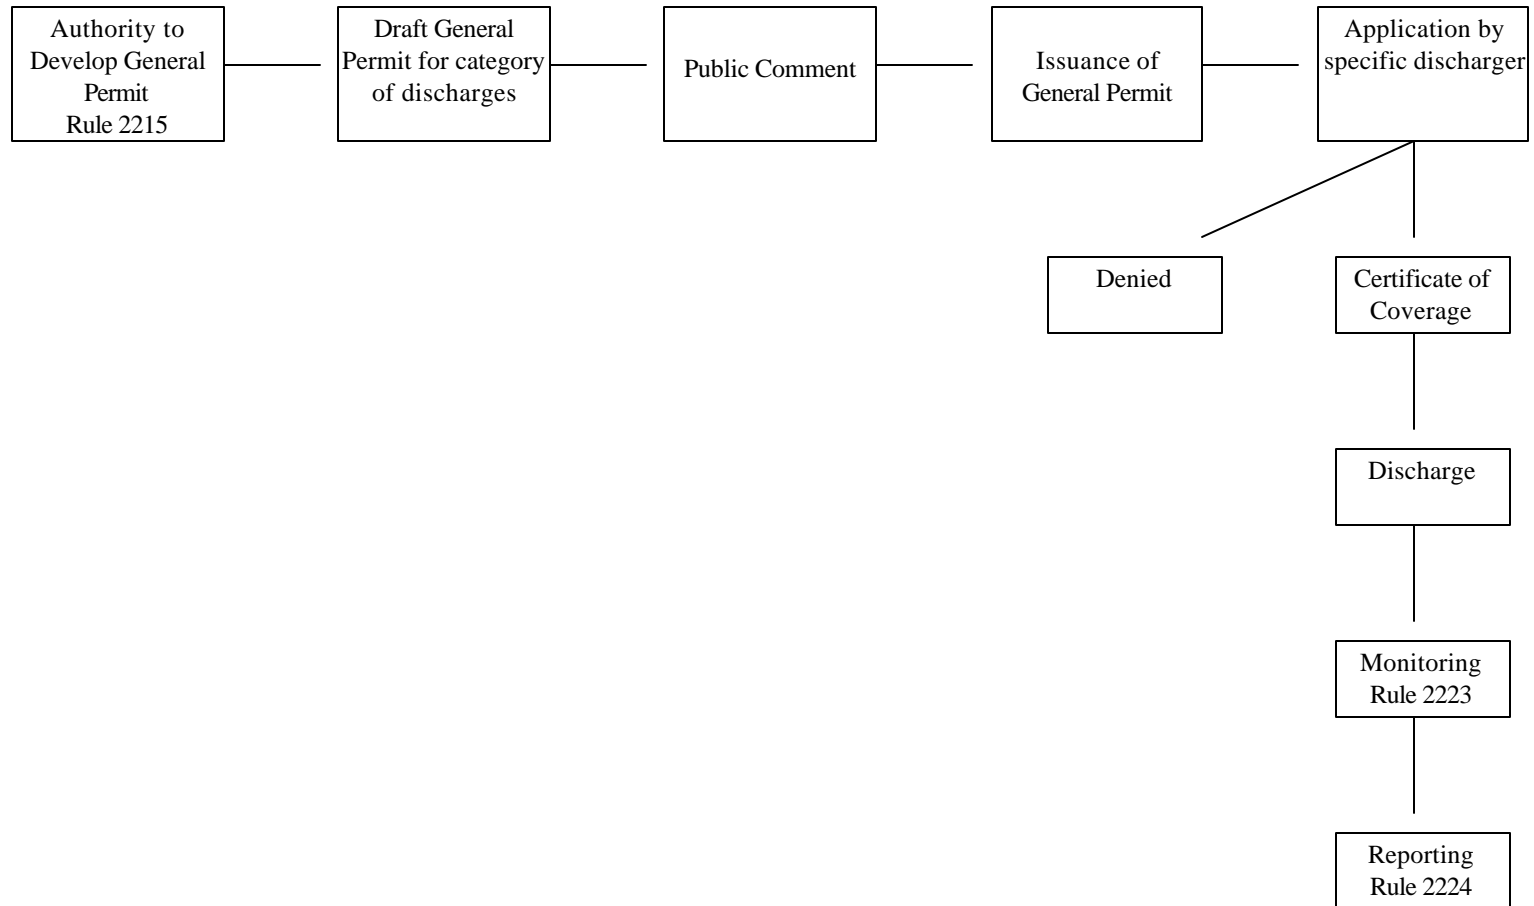 Authority to
Develop General
Permit
Rule 2215
Draft General
Permit for category
of discharges
Public Comment
Issuance of
General Permit
Application by
specific discharger
Denied
Certificate of
Coverage
Discharge
Monitoring
Rule 2223
Reporting
Rule 2224